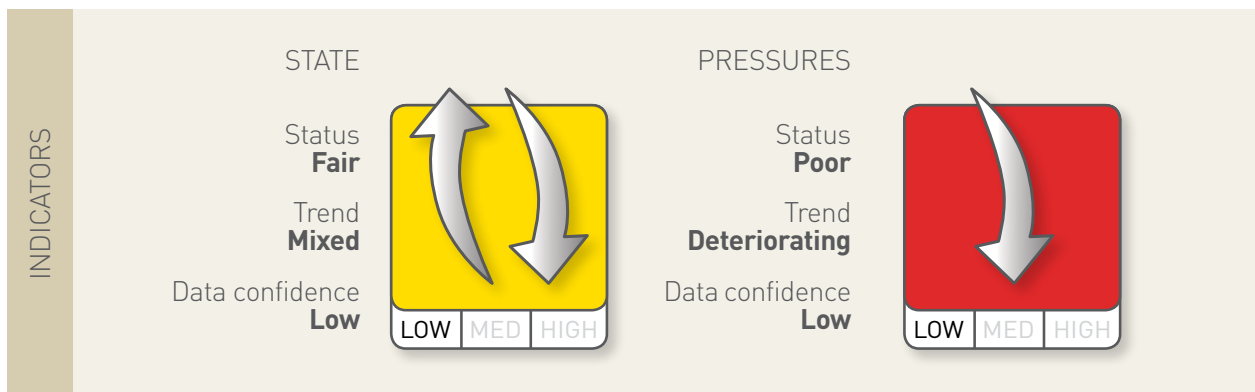 INDICATORS
STATE
Status
Fair
Trend
Mixed
Data confidence
Low
LOW MED HIGH
PRESSURES
Status
Poor
Trend
Deteriorating
Data confidence
Low
LOW MED HIGH